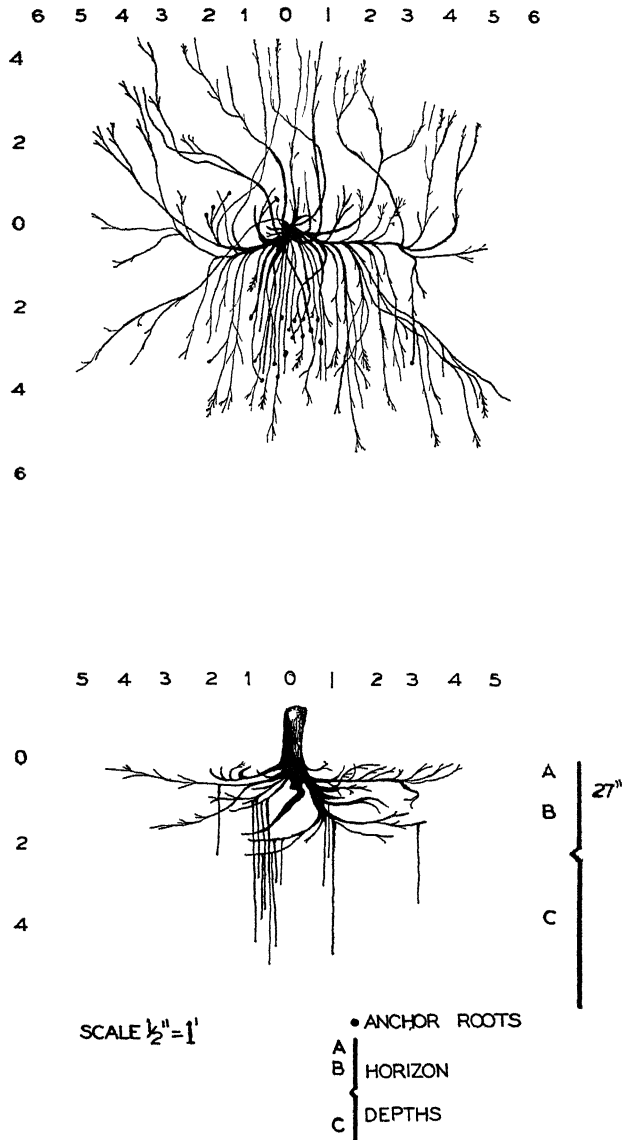 6 5 4 3 2 1 0 1 2 3 4 5 6
4
2
0
2
4
6
5 4 3 2 1 0 1 2 3 4 5
0
2
4
A
B
C
27"
SCALE ½"=1'
• ANCHOR ROOTS
A
B HORIZON
C DEPTHS